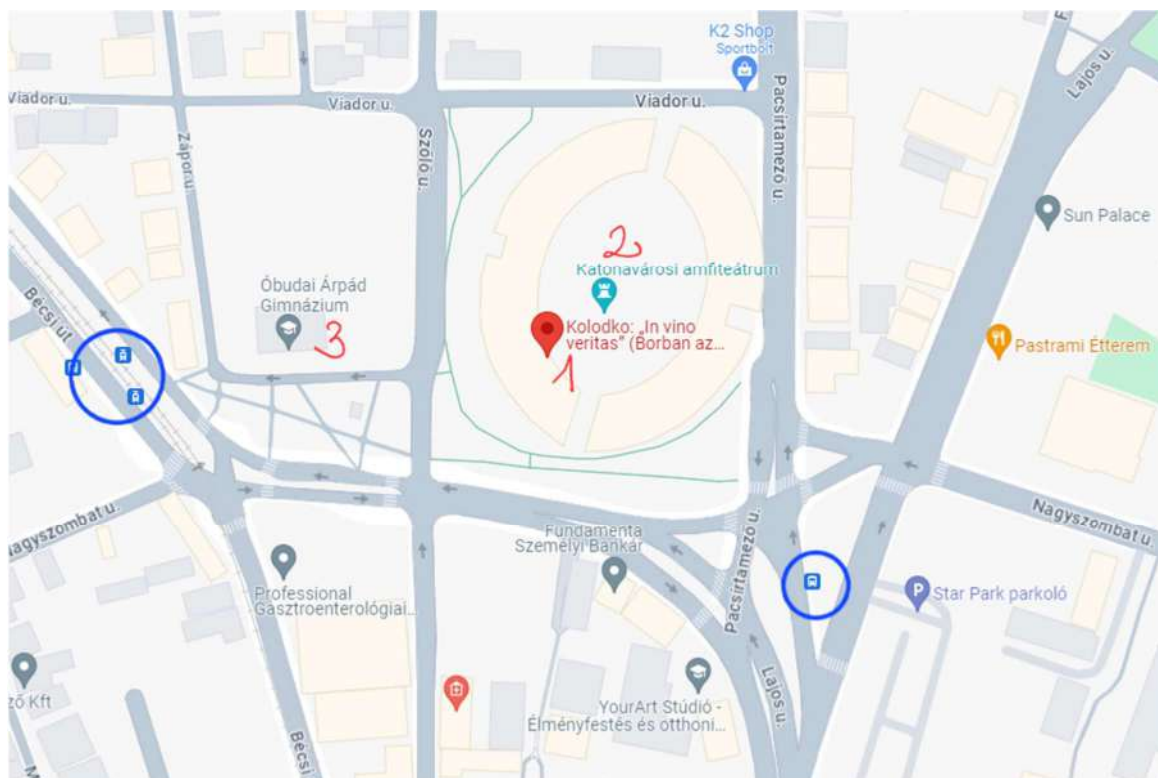 K2 Shop
Sportbolt
Viador u.
Viador u.
Viador u.
Pacsirtamező u.
Lajos u.
Zápor u.
Szőlő u.
Sun Palace
2
Katonavárosi amfiteátrum
Óbudai Árpád
Gimnázium
3
Kolodko: „In vino
veritas” (Borban az...
1
Bécsi út
Pastrami Étterem
Nagyszombat u.
Nagyszombat u.
Fundamenta
Személyi Bankár
Pacsirtamező u.
P
Star Park parkoló
Professional
Gasztroenterológiai...
Lajos u.
YourArt Stúdió -
Élményfestés és otthoni...
ző Kft
Bécsi